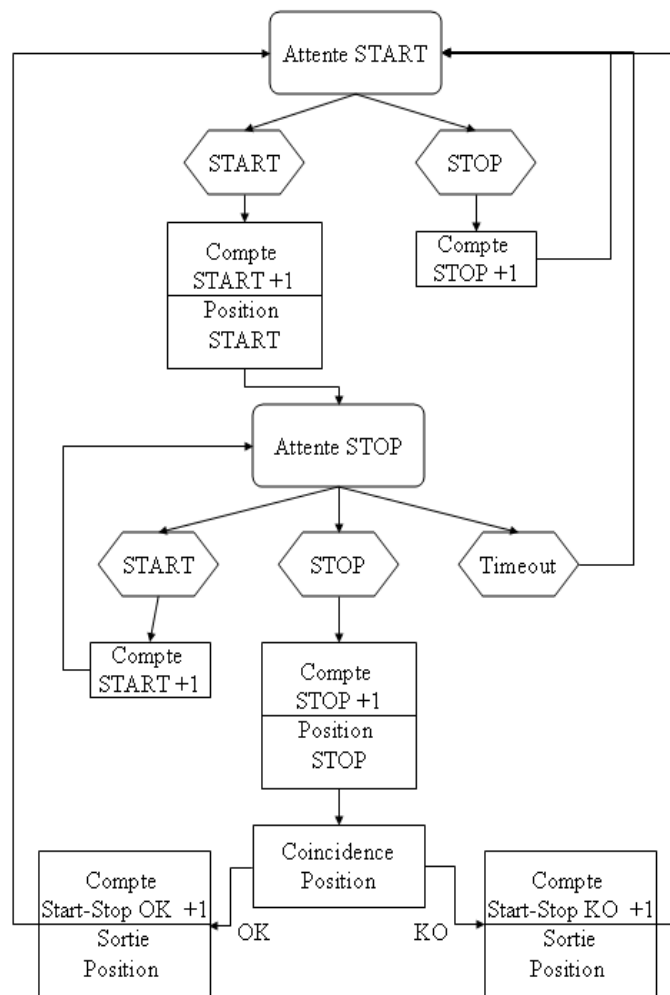 Attente START
START
STOP
Compte
START +1
Position
START
Compte
STOP +1
Attente STOP
START
STOP
Timeout
Compte
START +1
Compte
STOP +1
Position
STOP
Coincidence
Position
OK
KO
Compte
Start-Stop OK +1
Sortie
Position
Compte
Start-Stop KO +1
Sortie
Position